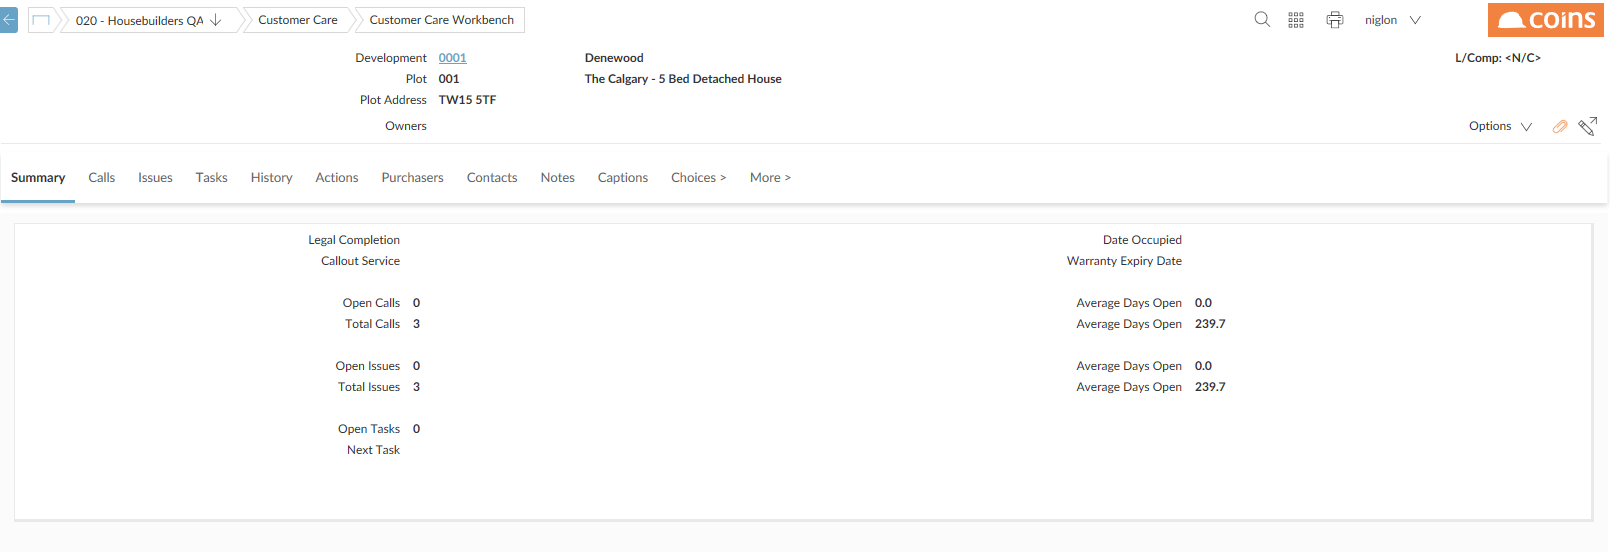 020 - Housebuilders QA Customer Care Customer Care Workbench niglon coins
Development 0001 Denewood L/Comp: <N/C>
Plot 001 The Calgary - 5 Bed Detached House
Plot Address TW15 5TF
Owners Options
Summary Calls Issues Tasks History Actions Purchasers Contacts Notes Captions Choices > More >
Legal Completion Date Occupied
Callout Service Warranty Expiry Date
Open Calls 0 Average Days Open 0.0
Total Calls 3 Average Days Open 239.7
Open Issues 0 Average Days Open 0.0
Total Issues 3 Average Days Open 239.7
Open Tasks 0
Next Task